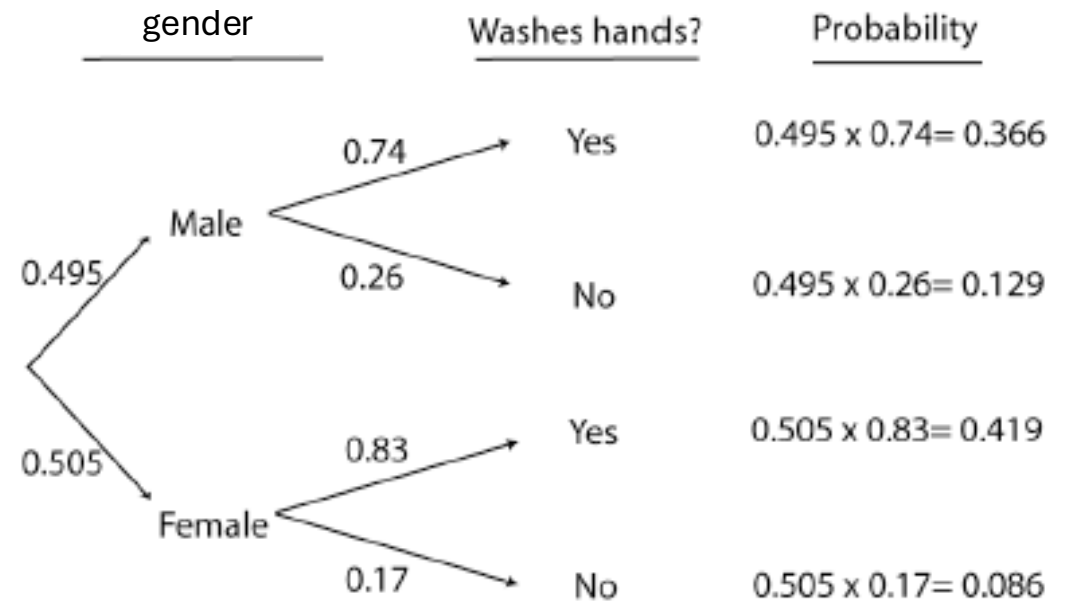 gender Washes hands? Probability
0.74 Yes 0.495 x 0.74= 0.366
Male
0.495 0.26 No 0.495 x 0.26= 0.129
0.83 Yes 0.505 x 0.83= 0.419
0.505
Female
0.17 No 0.505 x 0.17= 0.086